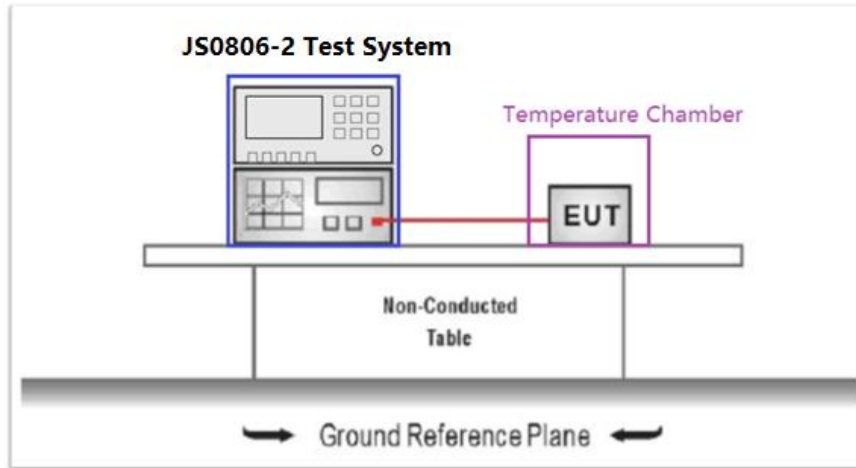 JS0806-2 Test System
Temperature Chamber
EUT
Non-Conducted
Table
Ground Reference Plane